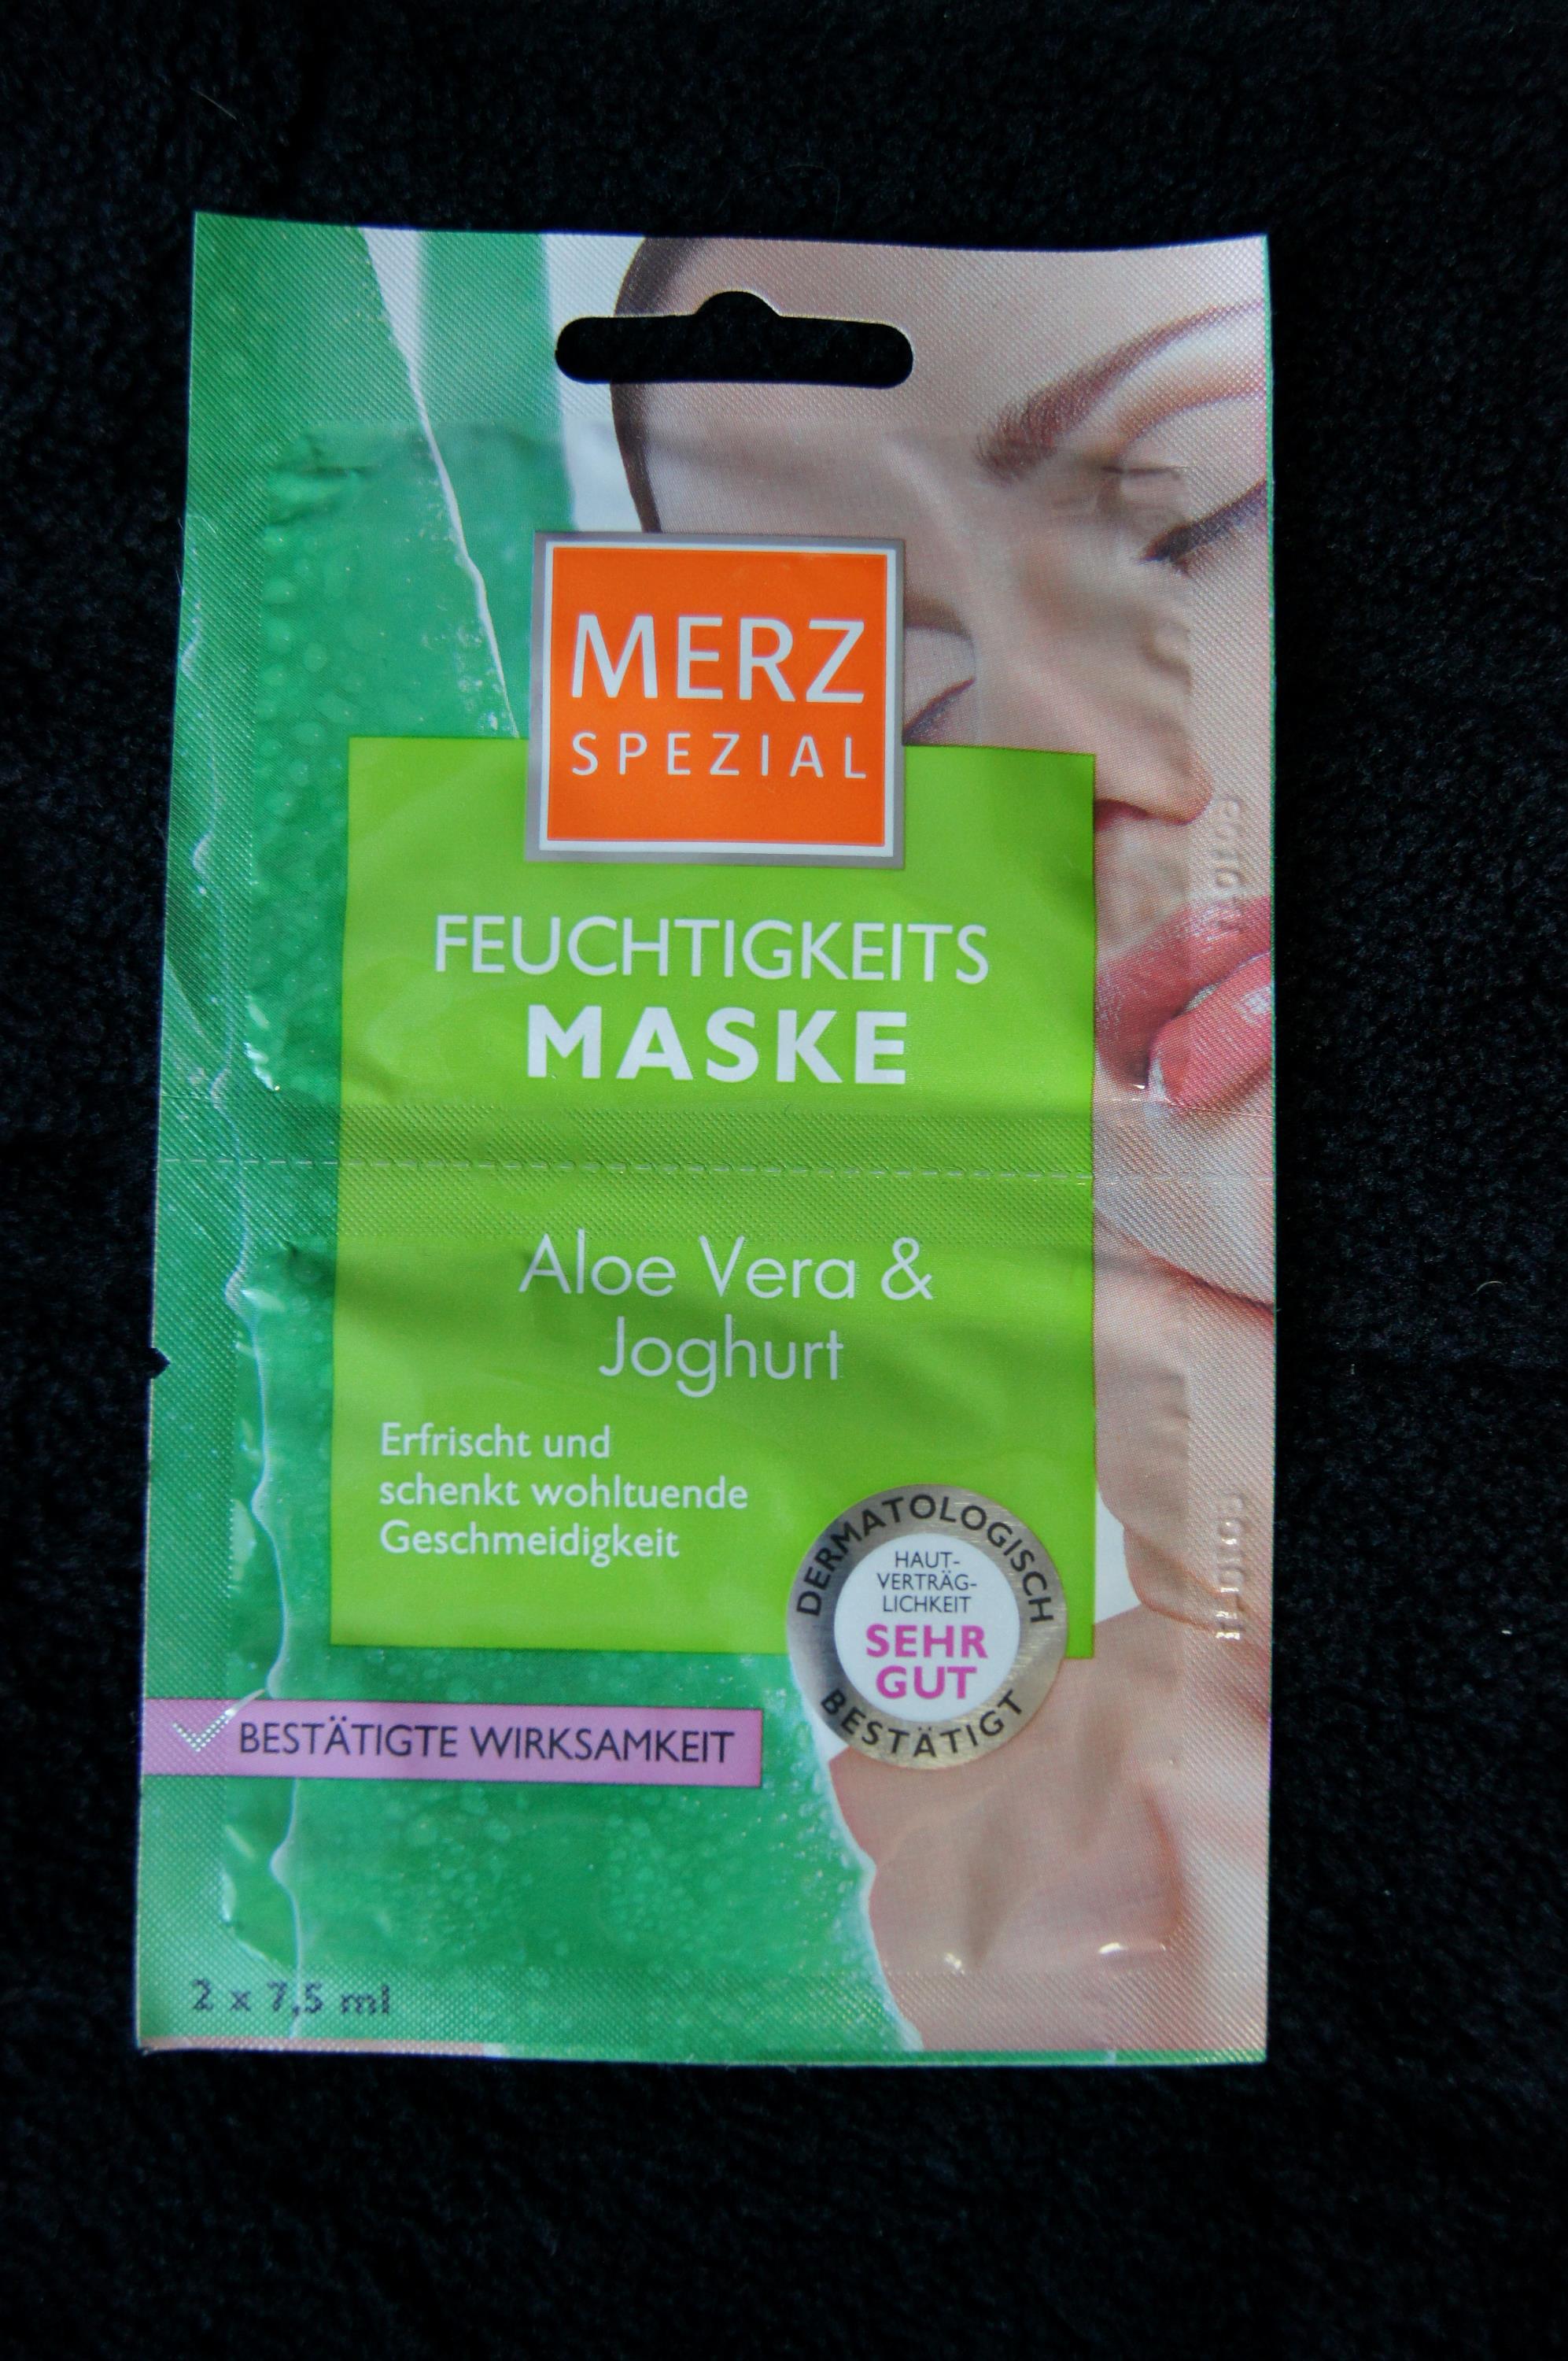 MERZ
SPEZIAL
FEUCHTIGKEITS
MASKE
Aloe Vera &
Joghurt
Erfrischt und
schenkt wohltuende
Geschmeidigkeit
DERMATOLOGISCH
HAUT-
VERTRÄG-
LICHKEIT
SEHR
GUT
BESTÄTIGT
BESTÄTIGTE WIRKSAMKEIT
2 x 7,5 ml